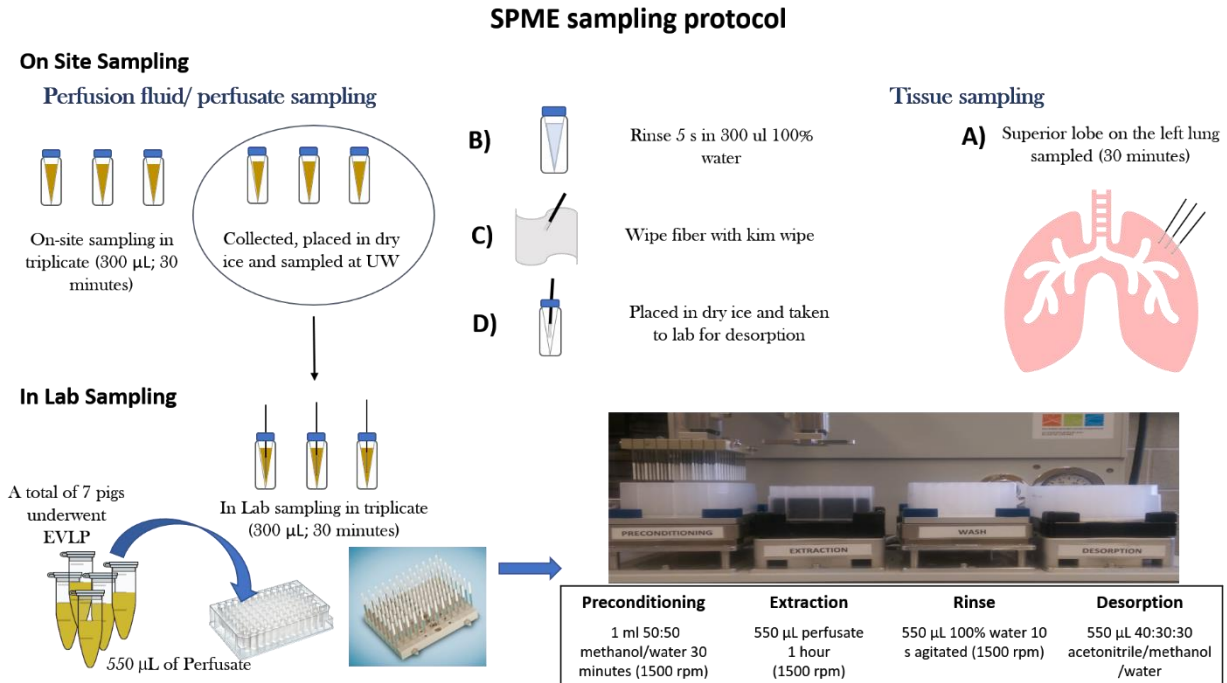 SPME sampling protocol
On Site Sampling
Perfusion fluid/ perfusate sampling
On-site sampling in
triplicate (300 µL; 30
minutes)
Collected, placed in dry
ice and sampled at UW
B)
Rinse 5 s in 300 ul 100%
water
C)
Wipe fiber with kim wipe
D)
Placed in dry ice and taken
to lab for desorption
Tissue sampling
A)
Superior lobe on the left lung
sampled (30 minutes)
In Lab Sampling
In Lab sampling in triplicate
(300 µL; 30 minutes)
A total of 7 pigs
underwent
EVLP
550 µL of Perfusate
PRECONDITIONING
EXTRACTION
WASH
DESORPTION
Preconditioning
1 ml 50:50
methanol/water 30
minutes (1500 rpm)
Extraction
550 µL perfusate
1 hour
(1500 rpm)
Rinse
550 µL 100% water 10
s agitated (1500 rpm)
Desorption
550 µL 40:30:30
acetonitrile/methanol
/water